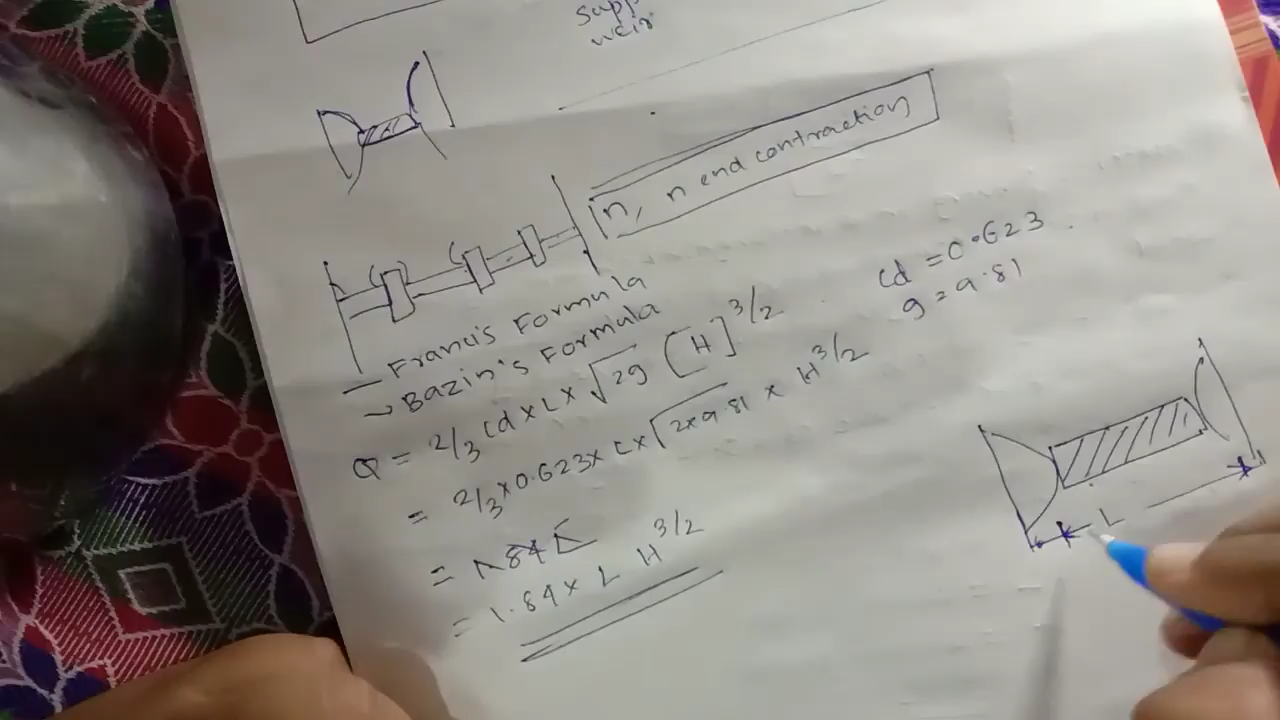 supp
weir
n, n end contraction
— Francis Formula
→ Bazin's Formula
Cd = 0.623
g = 9.81
Q = 2/3 Cd × L × √2g [H]^3/2
= 2/3 × 0.623 × L × √2×9.81 × H^3/2
= 1.84 L
= 1.84 × L H^3/2
L